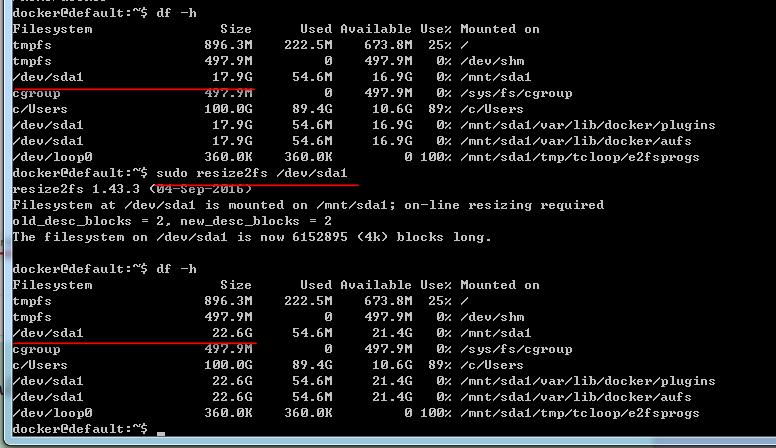 docker@default:~$ df -h
Filesystem Size Used Available Use% Mounted on
tmpfs 896.3M 222.5M 673.8M 25% /
tmpfs 497.9M 0 497.9M 0% /dev/shm
/dev/sda1 17.9G 54.6M 16.9G 0% /mnt/sda1
cgroup 497.9M 0 497.9M 0% /sys/fs/cgroup
c/Users 100.0G 89.4G 10.6G 89% /c/Users
/dev/sda1 17.9G 54.6M 16.9G 0% /mnt/sda1/var/lib/docker/plugins
/dev/sda1 17.9G 54.6M 16.9G 0% /mnt/sda1/var/lib/docker/aufs
/dev/loop0 360.0K 360.0K 0 100% /mnt/sda1/tmp/tcloop/e2fsprogs
docker@default:~$ sudo resize2fs /dev/sda1
resize2fs 1.43.3 (04-Sep-2016)
Filesystem at /dev/sda1 is mounted on /mnt/sda1; on-line resizing required
old_desc_blocks = 2, new_desc_blocks = 2
The filesystem on /dev/sda1 is now 6152895 (4k) blocks long.
docker@default:~$ df -h
Filesystem Size Used Available Use% Mounted on
tmpfs 896.3M 222.5M 673.8M 25% /
tmpfs 497.9M 0 497.9M 0% /dev/shm
/dev/sda1 22.6G 54.6M 21.4G 0% /mnt/sda1
cgroup 497.9M 0 497.9M 0% /sys/fs/cgroup
c/Users 100.0G 89.4G 10.6G 89% /c/Users
/dev/sda1 22.6G 54.6M 21.4G 0% /mnt/sda1/var/lib/docker/plugins
/dev/sda1 22.6G 54.6M 21.4G 0% /mnt/sda1/var/lib/docker/aufs
/dev/loop0 360.0K 360.0K 0 100% /mnt/sda1/tmp/tcloop/e2fsprogs
docker@default:~$